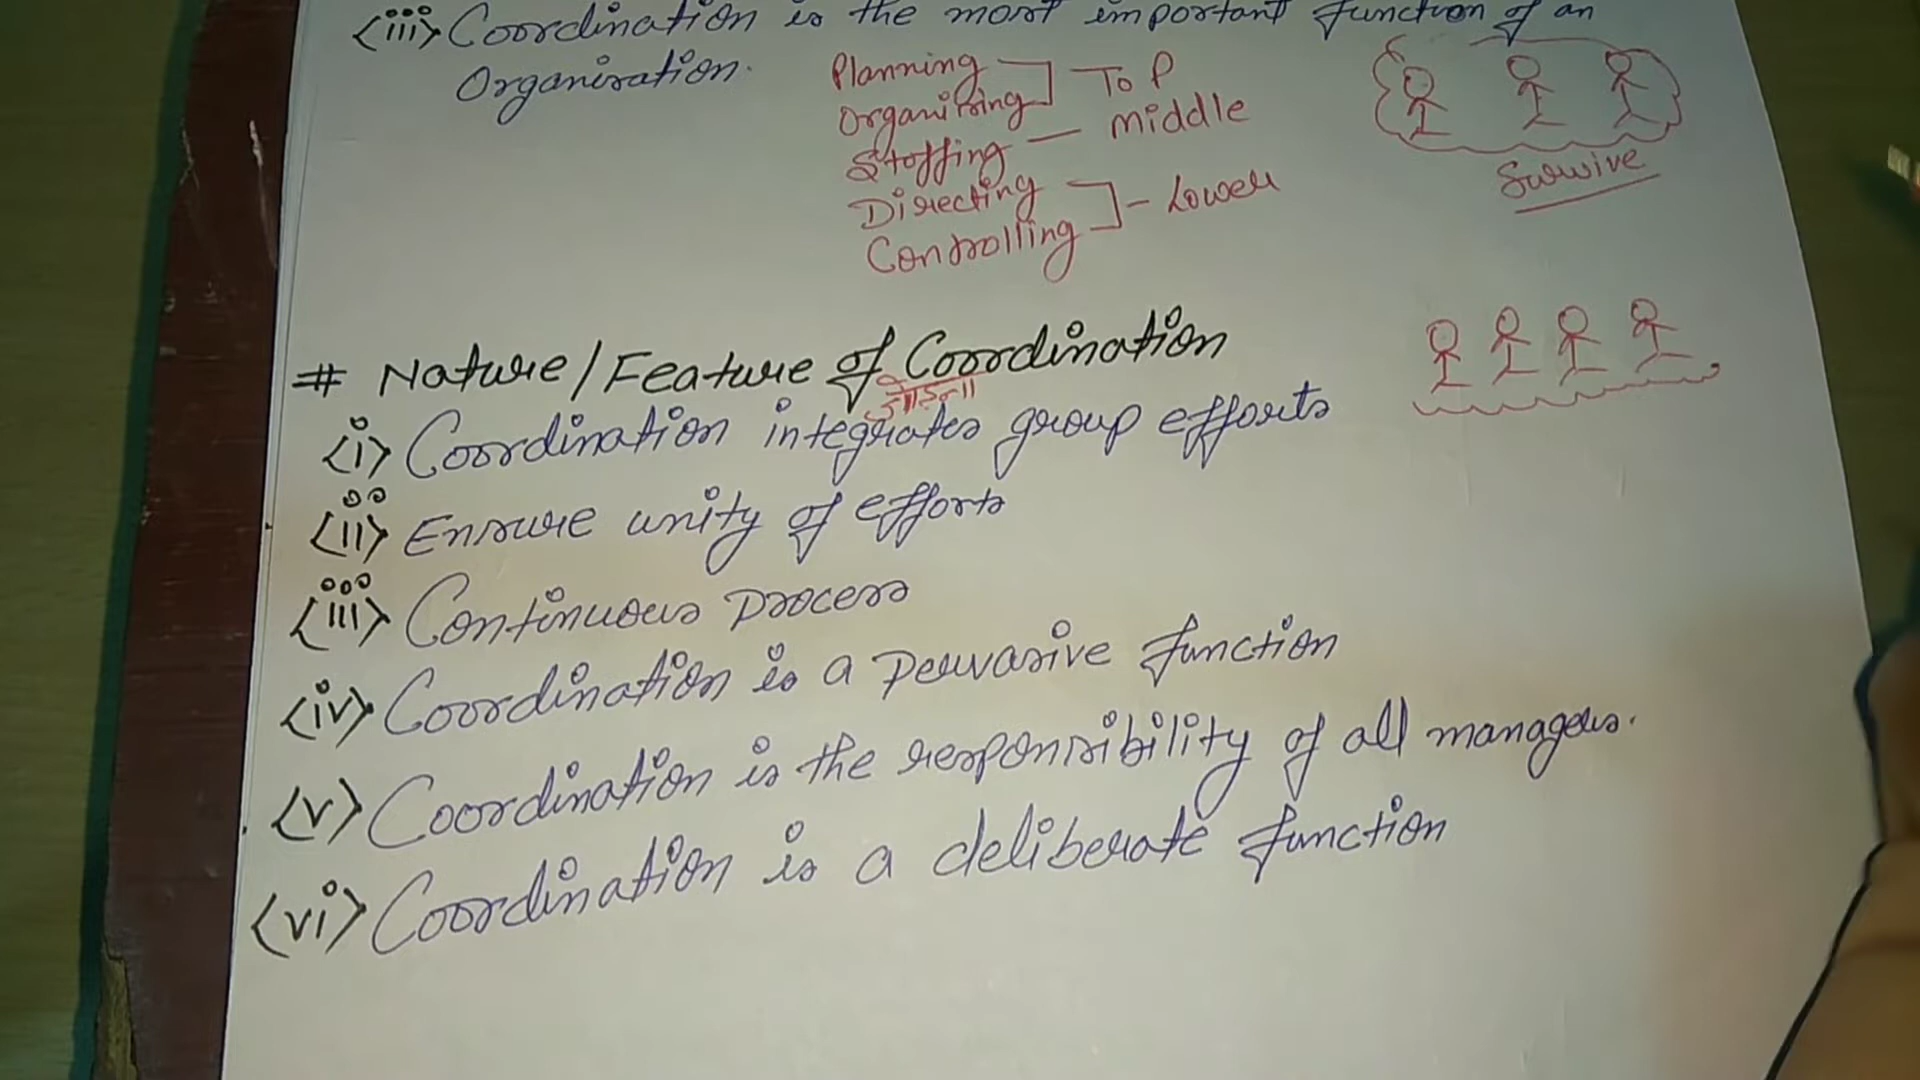 (iii) Coordination is the most important function of an
Organisation.
Planning
Organising
Staffing
Directing
Controlling
Top
middle
Lower
Survive
# Nature/Feature of Coordination
जोड़ना
(i) Coordination integrates group efforts
(ii) Ensure unity of efforts
(iii) Continuous process
(iv) Coordination is a Pervasive function
(v) Coordination is the responsibility of all managers.
(vi) Coordination is a deliberate function